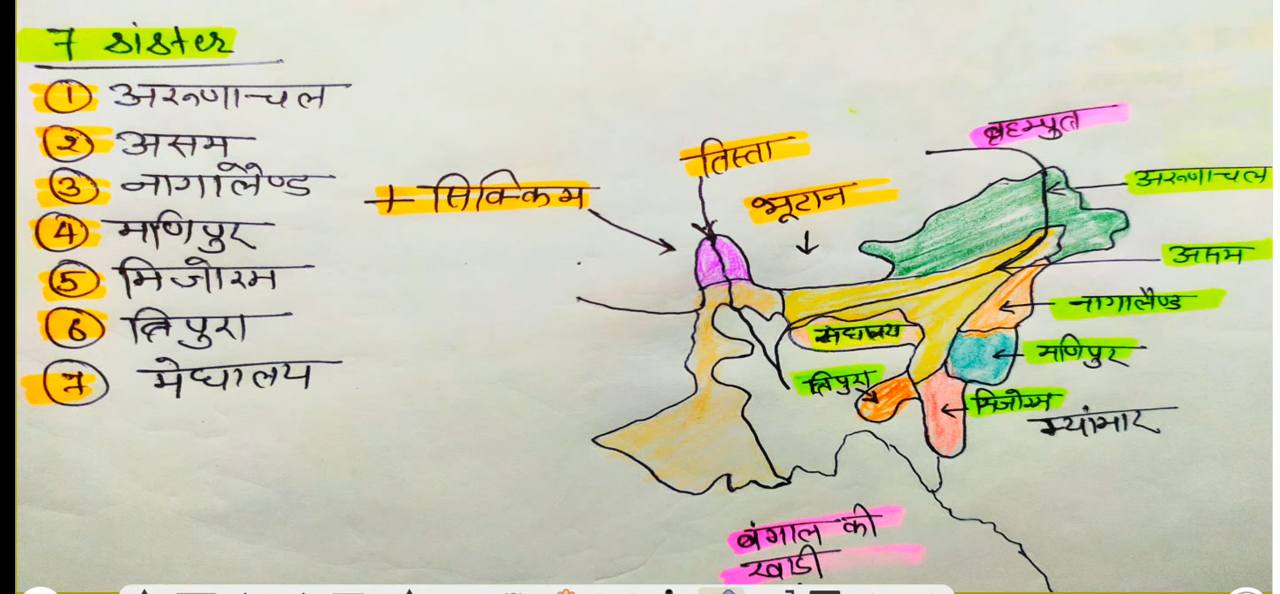 7 sister
① अरुणाचल
② असम
③ नागालैण्ड
④ मणिपुर
⑤ मिजोरम
⑥ त्रिपुरा
⑦ मेघालय
+ सिक्किम
तिस्ता
भूटान
ब्रह्मपुत्र
अरुणाचल
असम
नागालैण्ड
मेघालय
मणिपुर
त्रिपुरा
मिजोरम
म्यांमार
बंगाल की
खाडी